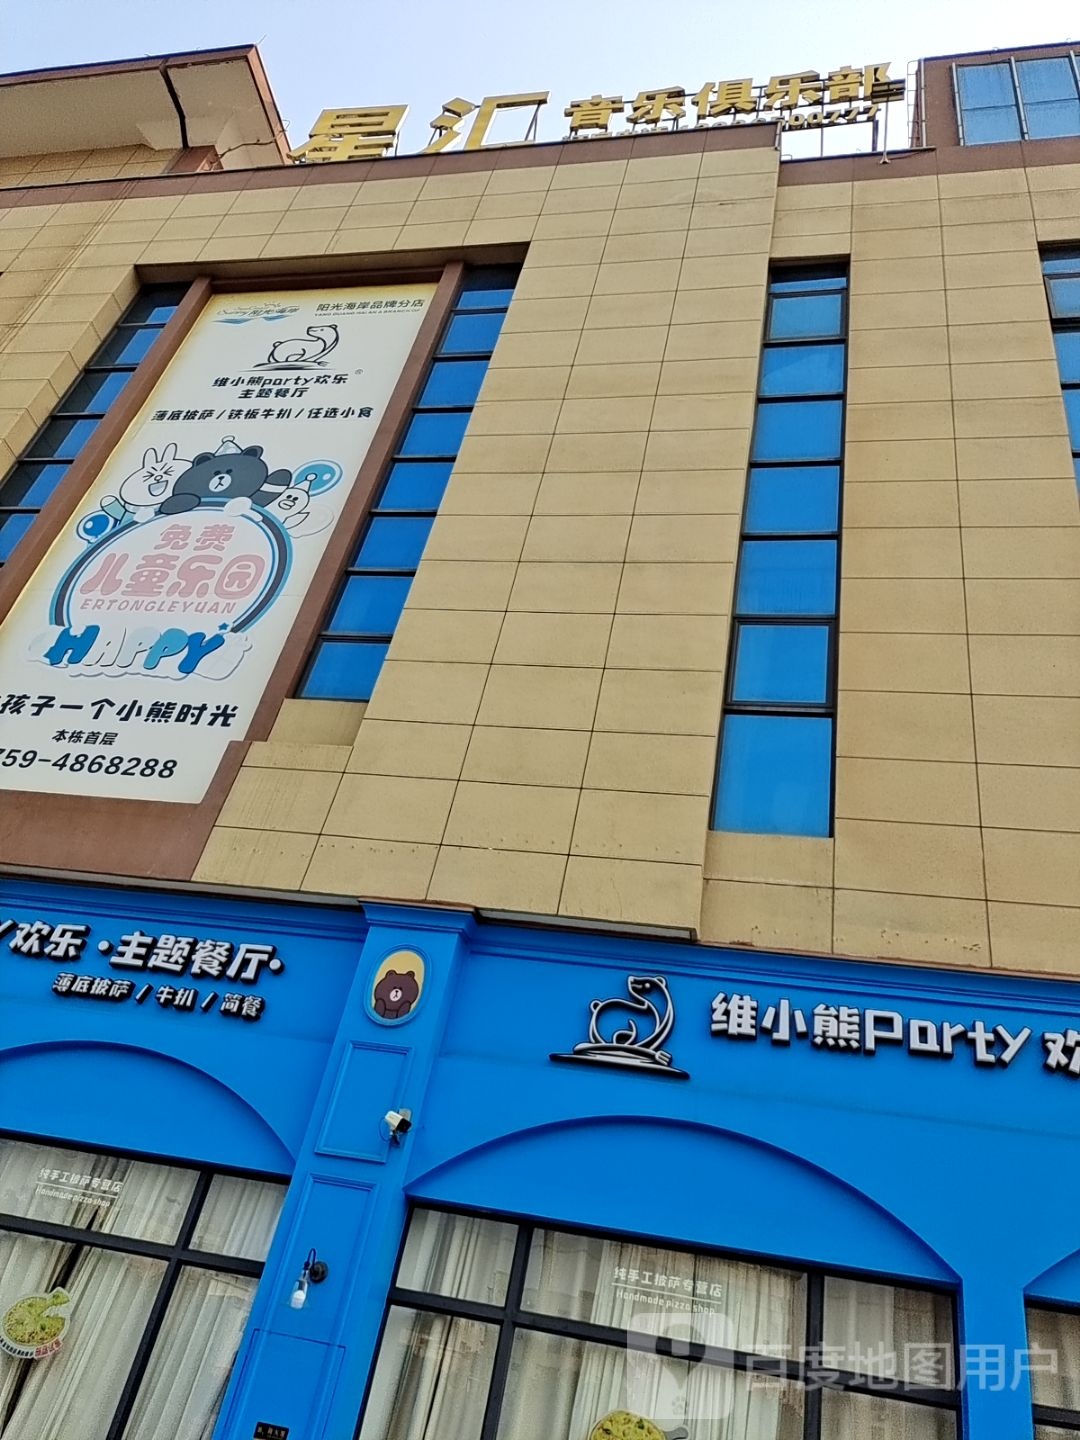 星汇 音乐俱乐部
Sunny 阳光海岸
阳光海岸品牌分店
维小熊party欢乐®
主题餐厅
薄底披萨/铁板牛扒/任选小食
免费
儿童乐园
ERTONGLEYUAN
HAPPY
孩子一个小熊时光
本栋首层
759-4868288
y欢乐·主题餐厅·
薄底披萨/牛扒/简餐
维小熊Party 欢
纯手工披萨专营店
Handmade pizza shop
纯手工披萨专营店
Handmade pizza shop
百度地图用户